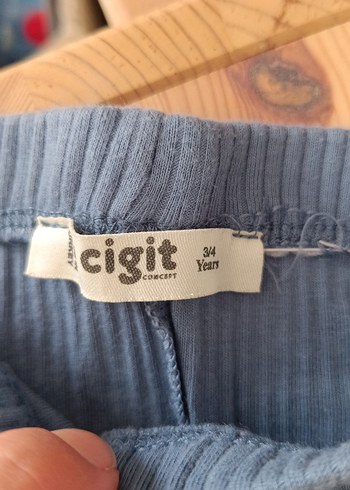 cigit
CONCEPT
3/4
Years